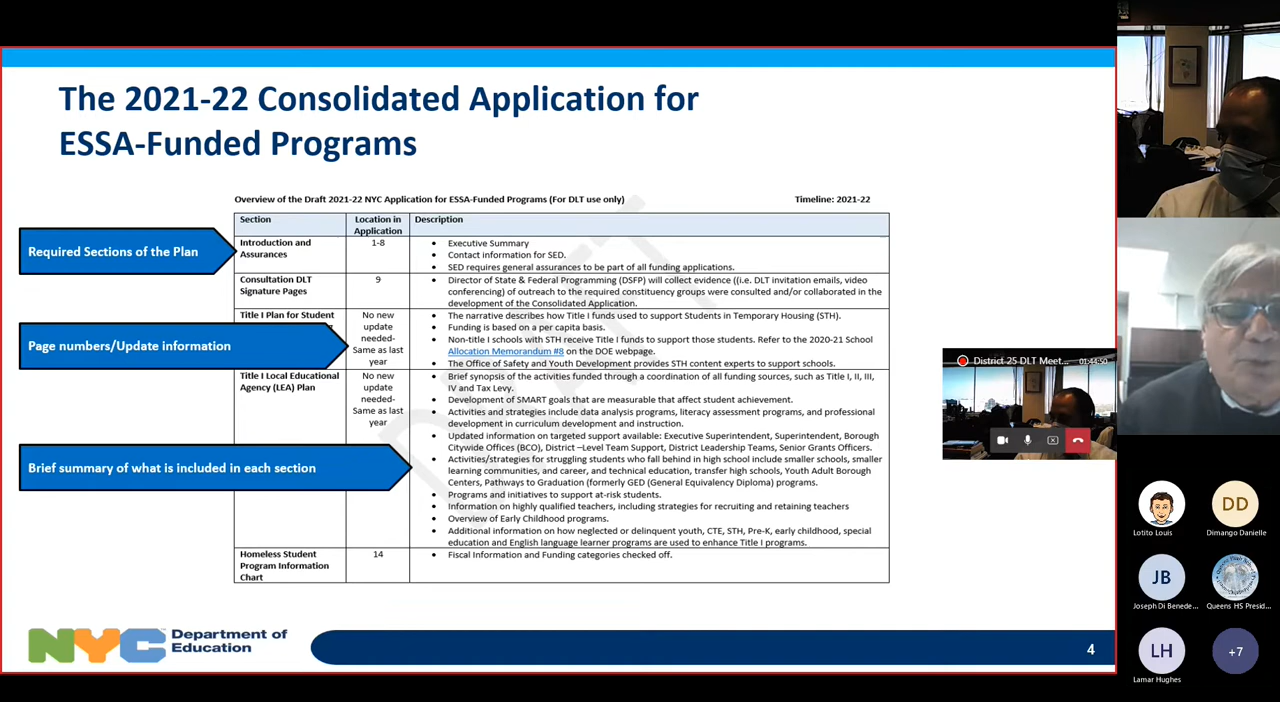 The 2021-22 Consolidated Application for
ESSA-Funded Programs
Overview of the Draft 2021-22 NYC Application for ESSA-Funded Programs (For DLT use only)
Timeline: 2021-22
Section
Location in
Application
Description
Required Sections of the Plan
Introduction and
Assurances
1-8
• Executive Summary
• Contact information for SED.
• SED requires general assurances to be part of all funding applications.
Consultation DLT
Signature Pages
9
• Director of State & Federal Programming (DSFP) will collect evidence ((i.e. DLT invitation emails, video
conferencing) of outreach to the required constituency groups were consulted and/or collaborated in the
development of the Consolidated Application.
Title I Plan for Student
No new
update
needed-
Same as last
year
Page numbers/Update information
• The narrative describes how Title I funds used to support Students in Temporary Housing (STH).
• Funding is based on a per capita basis.
• Non-title I schools with STH receive Title I funds to support those students. Refer to the 2020-21 School
Allocation Memorandum #8 on the DOE webpage.
• The Office of Safety and Youth Development provides STH content experts to support schools.
Title I Local Educational
Agency (LEA) Plan
No new
update
needed-
Same as last
year
Brief summary of what is included in each section
• Brief synopsis of the activities funded through a coordination of all funding sources, such as Title I, II, III,
IV and Tax Levy.
• Development of SMART goals that are measurable that affect student achievement.
• Activities and strategies include data analysis programs, literacy assessment programs, and professional
development in curriculum development and instruction.
• Updated information on targeted support available: Executive Superintendent, Superintendent, Borough
Citywide Offices (BCO), District –Level Team Support, District Leadership Teams, Senior Grants Officers.
• Activities/strategies for struggling students who fall behind in high school include smaller schools, smaller
learning communities, and career, and technical education, transfer high schools, Youth Adult Borough
Centers, Pathways to Graduation (formerly GED (General Equivalency Diploma) programs.
• Programs and initiatives to support at-risk students.
• Information on highly qualified teachers, including strategies for recruiting and retaining teachers
• Overview of Early Childhood programs.
• Additional information on how neglected or delinquent youth, CTE, STH, Pre-K, early childhood, special
education and English language learner programs are used to enhance Title I programs.
Homeless Student
Program Information
Chart
14
• Fiscal Information and Funding categories checked off.
DRAFT
NYC Department of
Education
4
District 25 DLT Meet...
01:44:50
Lotito Louis
DD
Dimango Danielle
JB
Joseph Di Benede...
Queens HS Presid...
LH
Lamar Hughes
+7